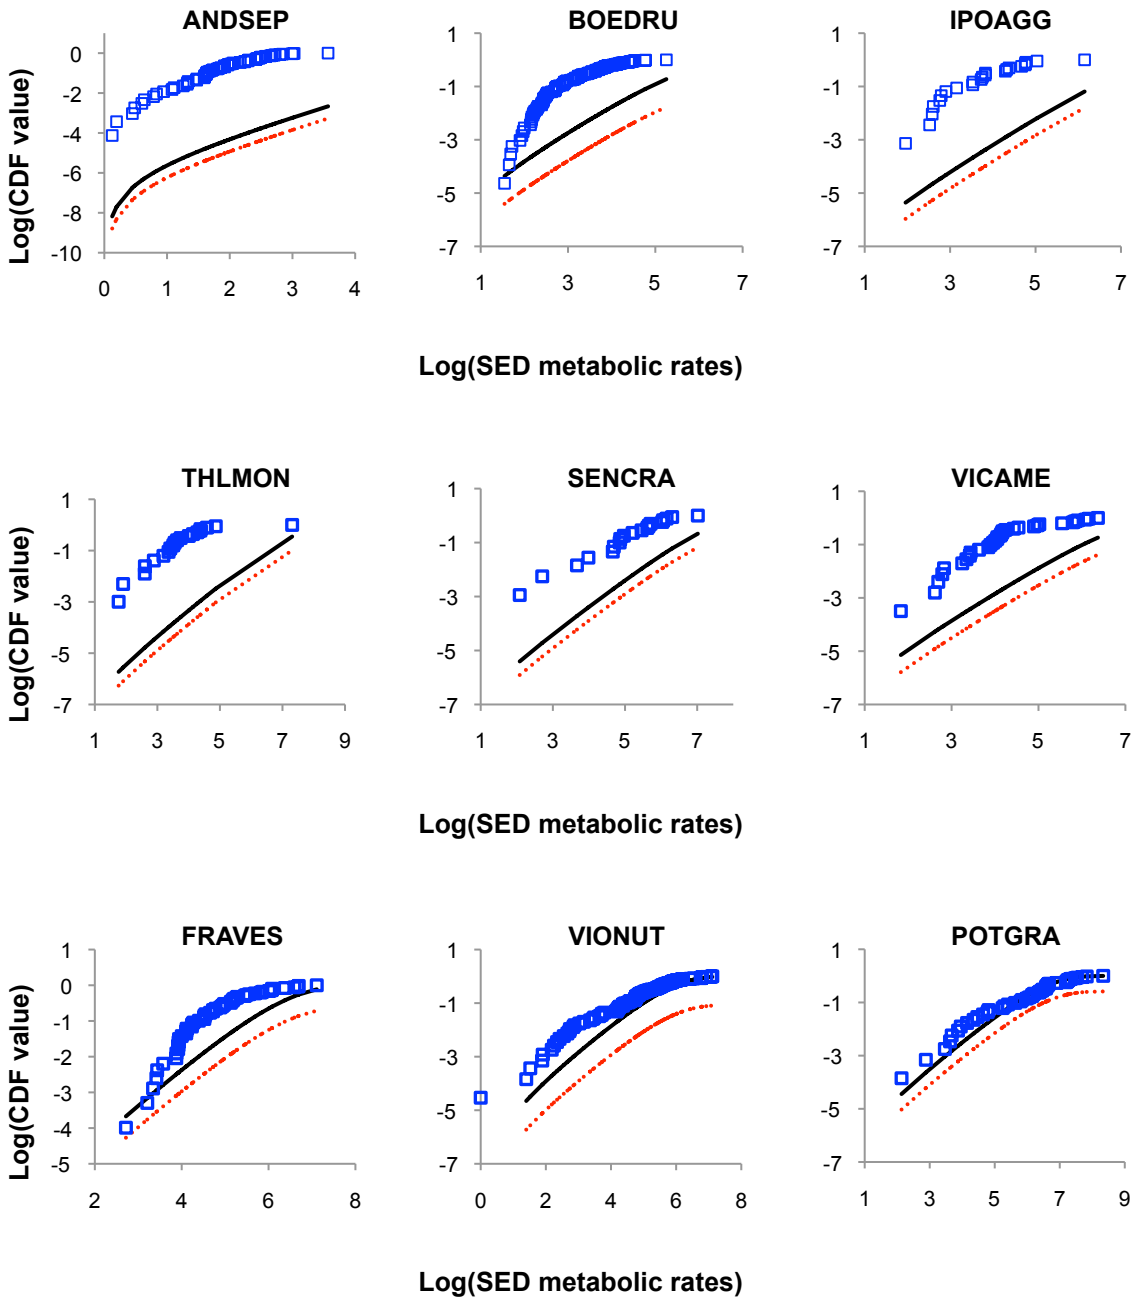 ANDSEP BOEDRU IPOAGG
Log(CDF value)
0 -2 -4 -6 -8 -10
0 1 2 3 4
1 -1 -3 -5 -7
1 3 5 7
1 -1 -3 -5 -7
1 3 5 7
Log(SED metabolic rates)
THLMON SENCRA VICAME
Log(CDF value)
1 -1 -3 -5 -7
1 3 5 7 9
1 -1 -3 -5 -7
1 3 5 7
1 -1 -3 -5 -7
1 3 5 7
Log(SED metabolic rates)
FRAVES VIONUT POTGRA
Log(CDF value)
1 0 -1 -2 -3 -4 -5
2 4 6 8
1 -1 -3 -5 -7
0 2 4 6 8
1 -1 -3 -5 -7
1 3 5 7 9
Log(SED metabolic rates)